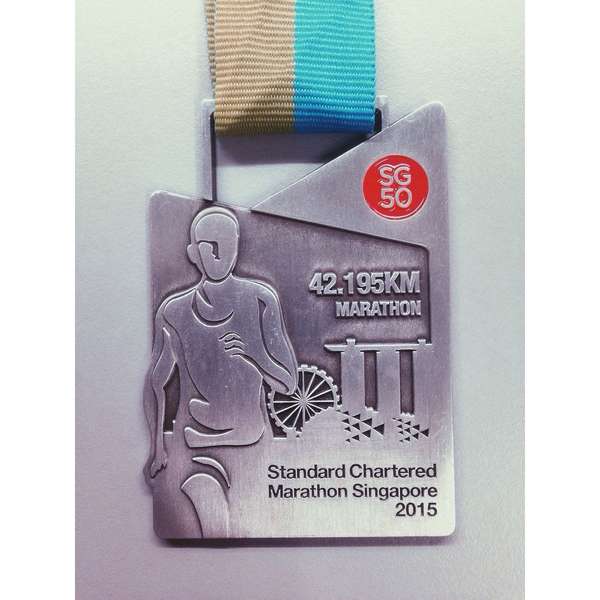 SG
50
42.195KM
MARATHON
Standard Chartered
Marathon Singapore
2015